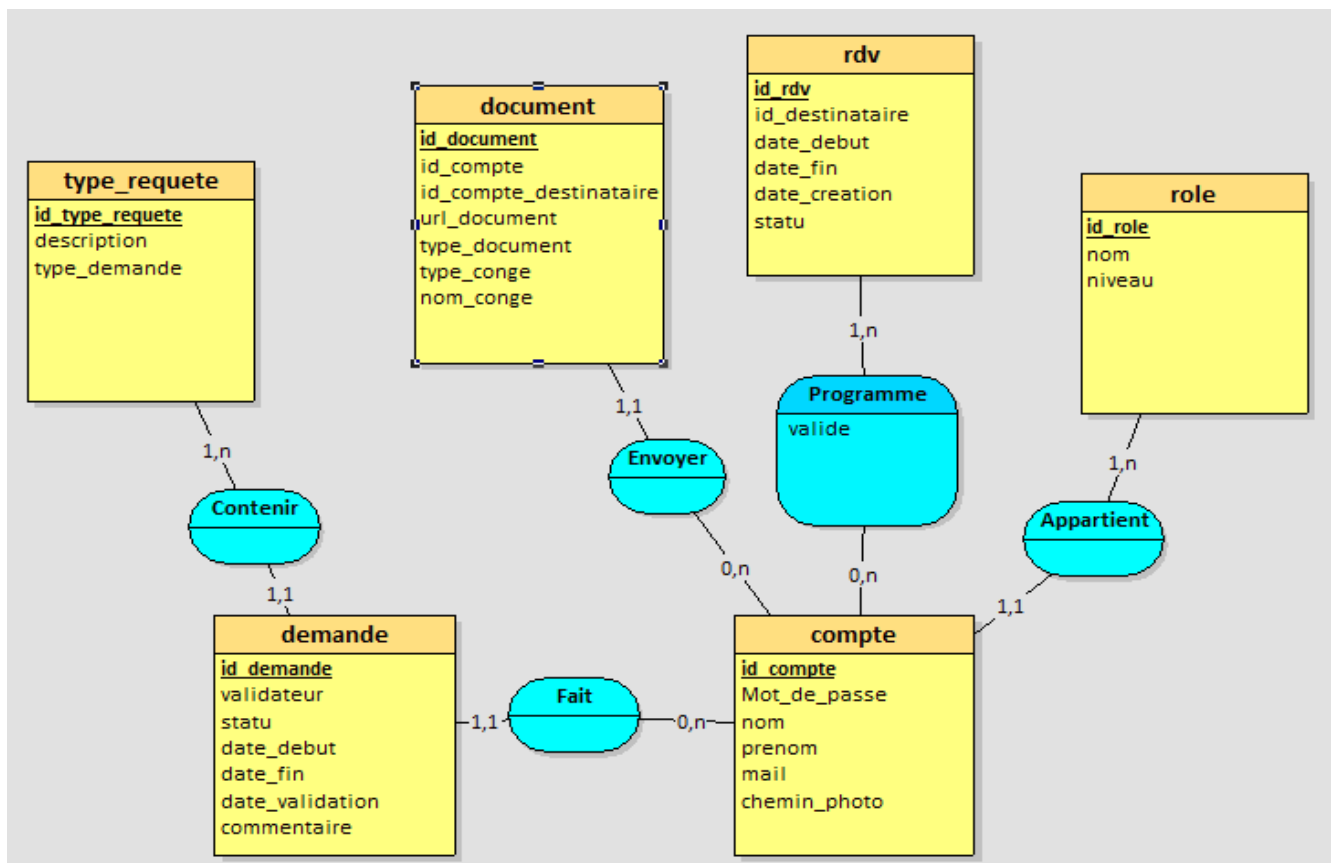 rdv
id_rdv
id_destinataire
date_debut
date_fin
date_creation
statu
document
id_document
id_compte
id_compte_destinataire
url_document
type_document
type_conge
nom_conge
type_requete
id_type_requete
description
type_demande
role
id_role
nom
niveau
1,n
Programme
valide
1,1
Envoyer
1,n
Contenir
1,n
Appartient
0,n
0,n
1,1
1,1
demande
id_demande
validateur
statu
date_debut
date_fin
date_validation
commentaire
1,1
Fait
0,n
compte
id_compte
Mot_de_passe
nom
prenom
mail
chemin_photo